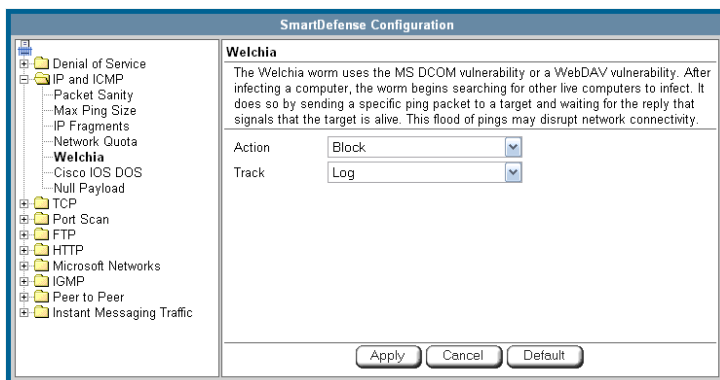 SmartDefense Configuration
Denial of Service
IP and ICMP
Packet Sanity
Max Ping Size
IP Fragments
Network Quota
Welchia
Cisco IOS DOS
Null Payload
TCP
Port Scan
FTP
HTTP
Microsoft Networks
IGMP
Peer to Peer
Instant Messaging Traffic
Welchia
The Welchia worm uses the MS DCOM vulnerability or a WebDAV vulnerability. After
infecting a computer, the worm begins searching for other live computers to infect. It
does so by sending a specific ping packet to a target and waiting for the reply that
signals that the target is alive. This flood of pings may disrupt network connectivity.
Action Block
Track Log
Apply Cancel Default